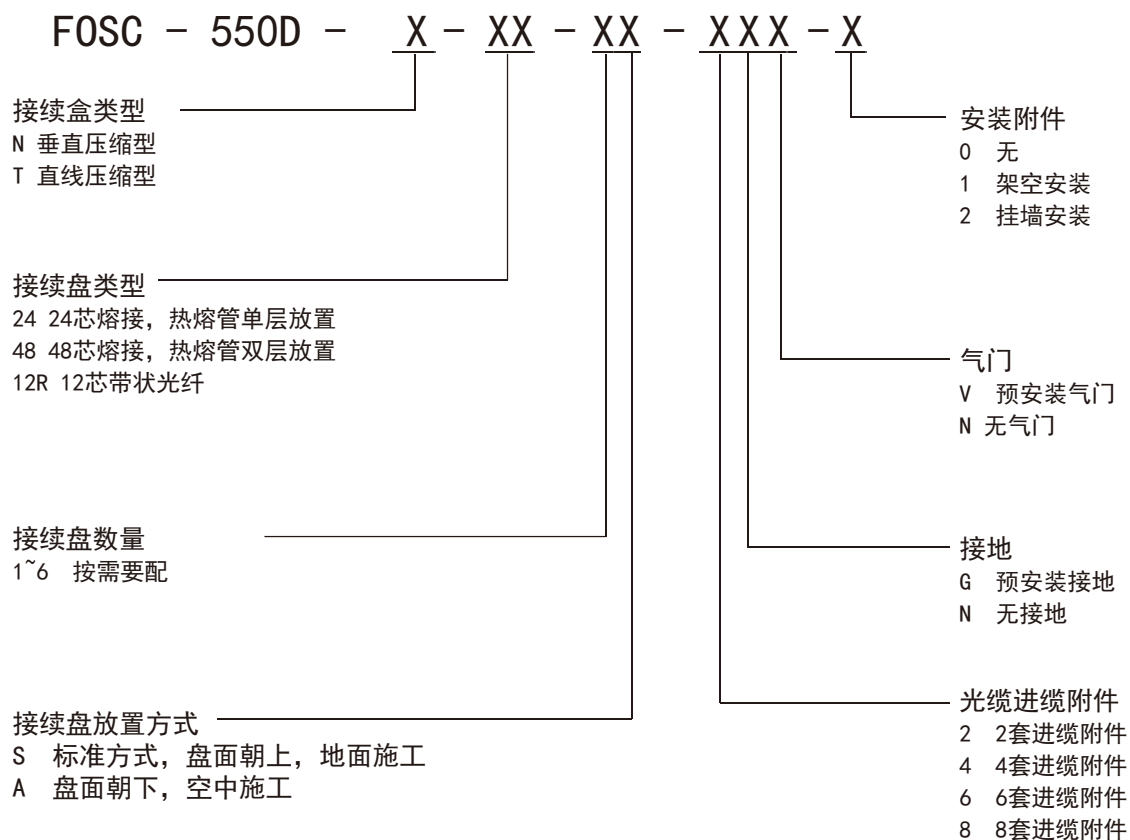 FOSC - 550D - X - XX - XX - XXX - X
接续盒类型
N 垂直压缩型
T 直线压缩型
接续盘类型
24 24芯熔接，热熔管单层放置
48 48芯熔接，热熔管双层放置
12R 12芯带状光纤
接续盘数量
1~6 按需要配
接续盘放置方式
S 标准方式，盘面朝上，地面施工
A 盘面朝下，空中施工
安装附件
0 无
1 架空安装
2 挂墙安装
气门
V 预安装气门
N 无气门
接地
G 预安装接地
N 无接地
光缆进缆附件
2 2套进缆附件
4 4套进缆附件
6 6套进缆附件
8 8套进缆附件